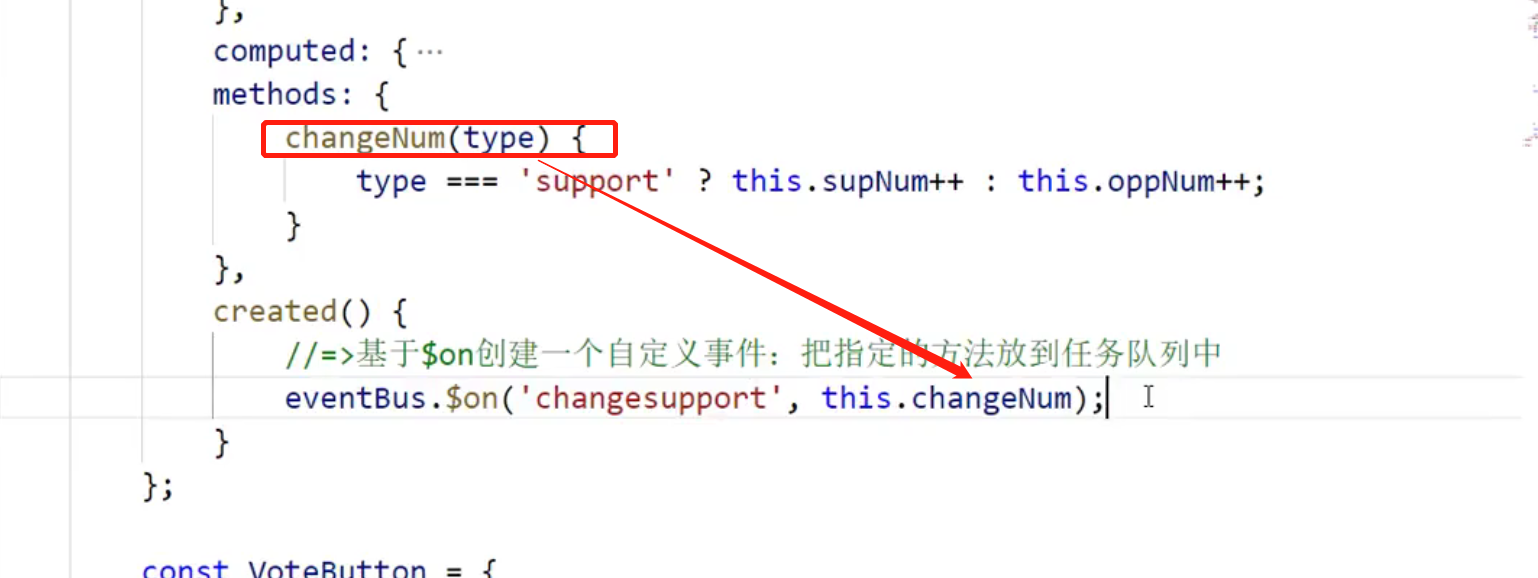 },
computed: { ...
methods: {
changeNum(type) {
type === 'support' ? this.supNum++ : this.oppNum++;
}
},
created() {
//=>基于$on创建一个自定义事件：把指定的方法放到任务队列中
eventBus.$on('changesupport', this.changeNum);
}
};
const VoteButton = {